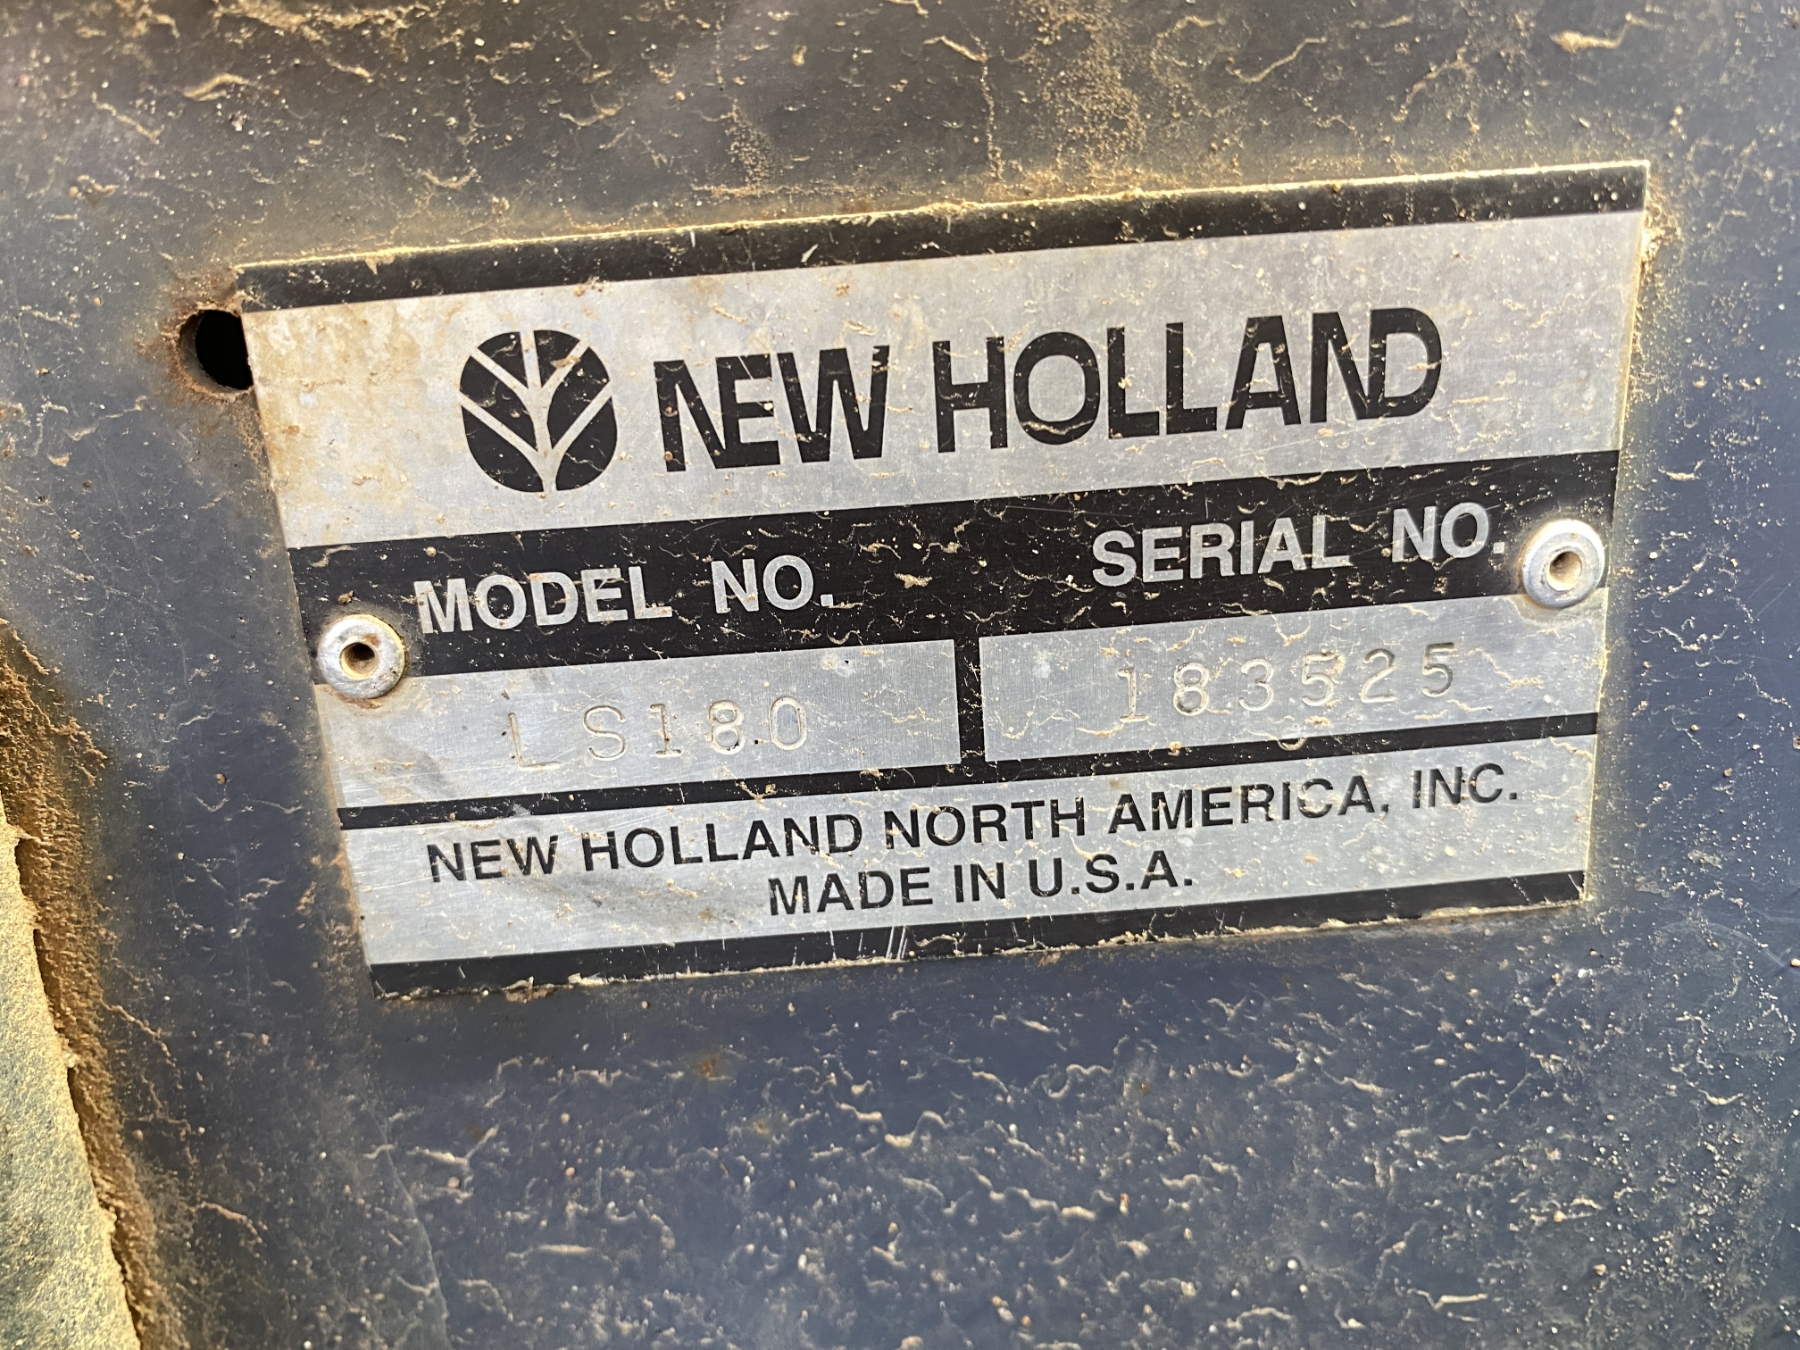 NEW HOLLAND
MODEL NO. SERIAL NO.
LS180 183525
NEW HOLLAND NORTH AMERICA, INC.
MADE IN U.S.A.